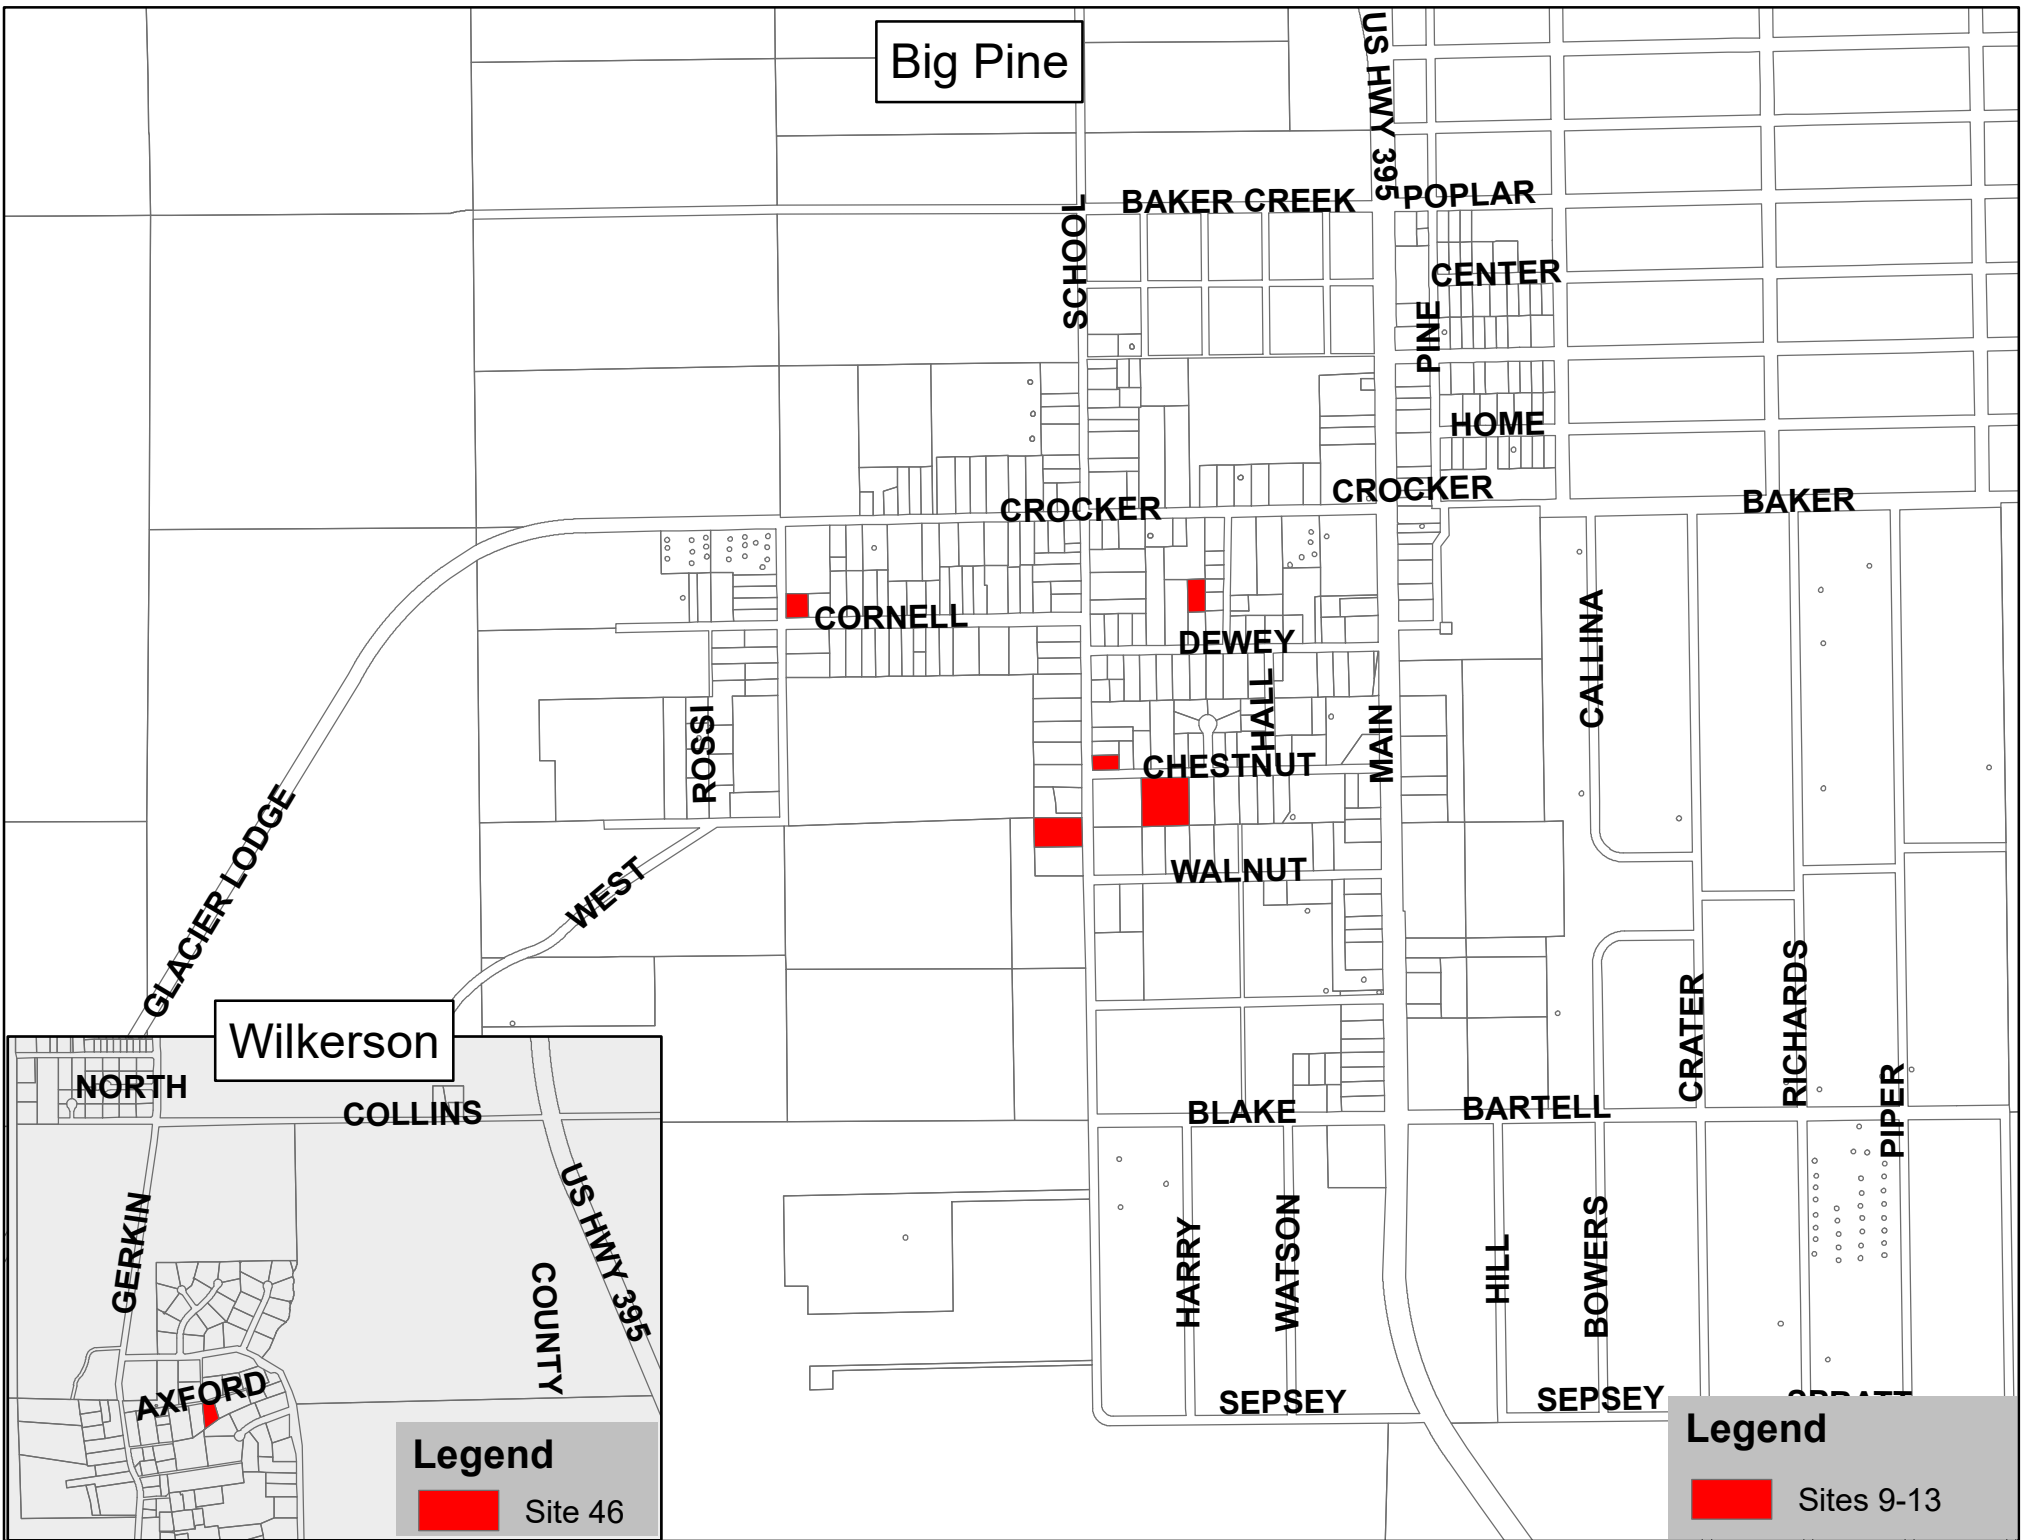 Big Pine
US HWY 395
BAKER CREEK
POPLAR
SCHOOL
CENTER
PINE
HOME
CROCKER
CROCKER
BAKER
CORNELL
DEWEY
CALLINA
HALL
ROSSI
MAIN
CHESTNUT
GLACIER LODGE
WEST
WALNUT
CRATER
RICHARDS
PIPER
BLAKE
BARTELL
HARRY
WATSON
HILL
BOWERS
SEPSEY
SEPSEY
SPRATT
Legend
Sites 9-13
Wilkerson
NORTH
COLLINS
GERKIN
US HWY 395
COUNTY
AXFORD
Legend
Site 46